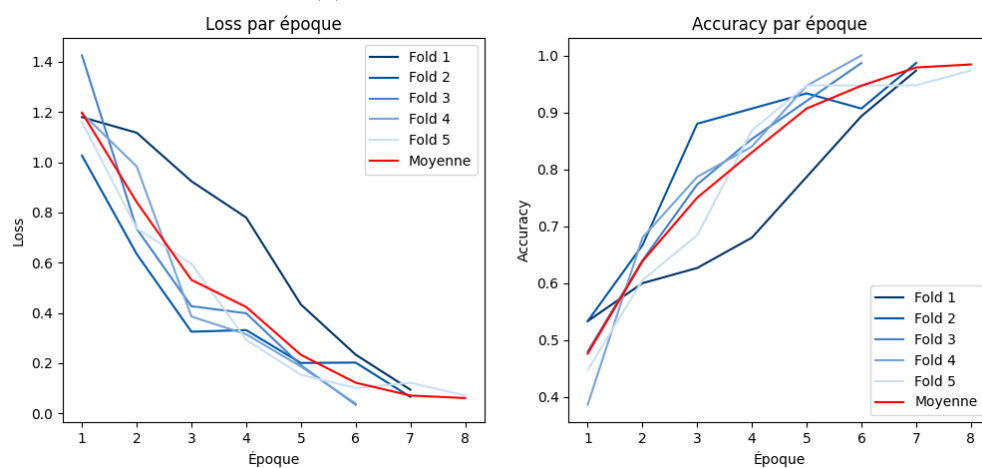 Loss par époque
1.4
1.2
1.0
0.8
0.6
0.4
0.2
0.0
Loss
1 2 3 4 5 6 7 8
Époque
Fold 1
Fold 2
Fold 3
Fold 4
Fold 5
Moyenne
Accuracy par époque
1.0
0.9
0.8
0.7
0.6
0.5
0.4
Accuracy
1 2 3 4 5 6 7 8
Époque
Fold 1
Fold 2
Fold 3
Fold 4
Fold 5
Moyenne